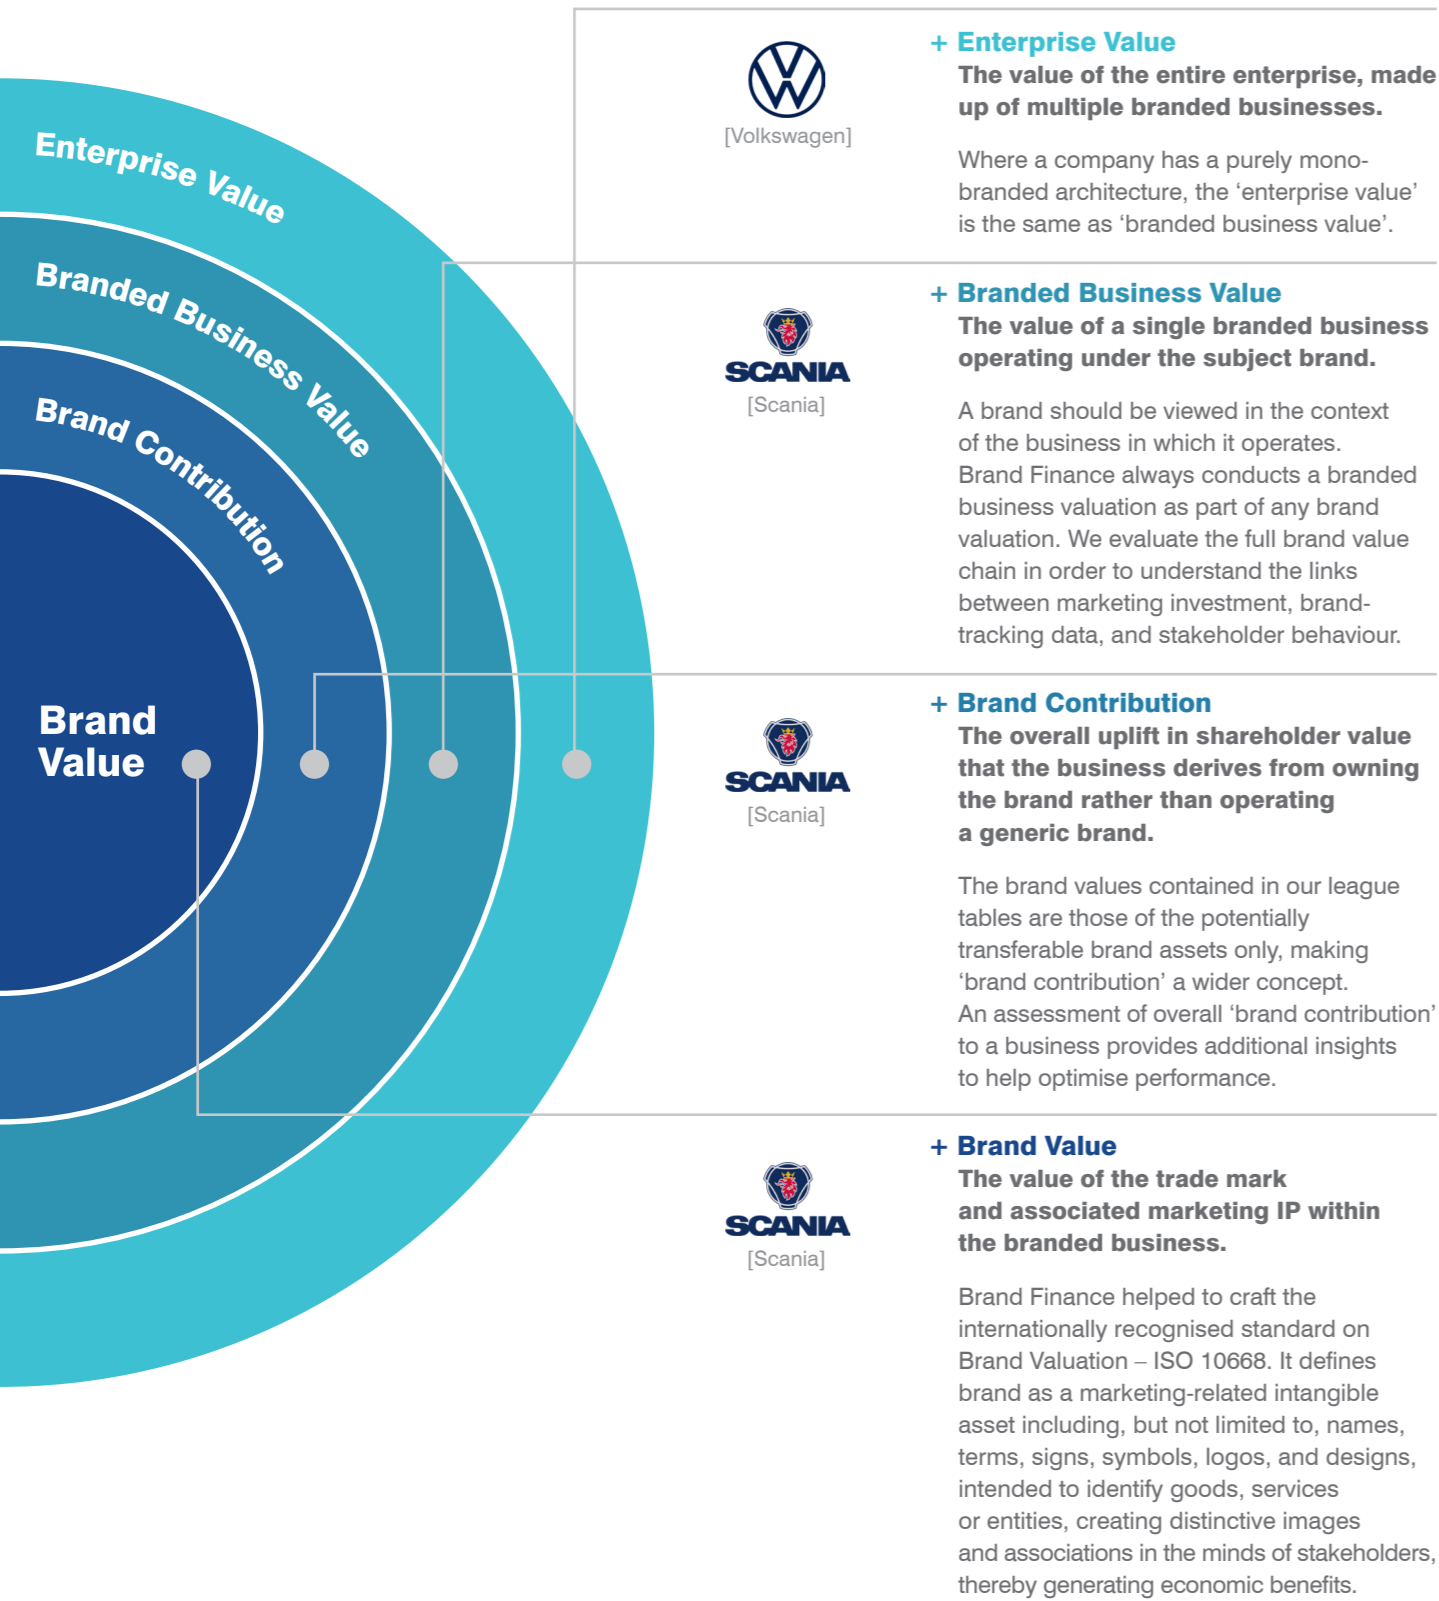 Enterprise Value
Branded Business Value
Brand Contribution
Brand
Value
[Volkswagen]
+ Enterprise Value
The value of the entire enterprise, made
up of multiple branded businesses.
Where a company has a purely mono-
branded architecture, the ‘enterprise value’
is the same as ‘branded business value’.
SCANIA
[Scania]
+ Branded Business Value
The value of a single branded business
operating under the subject brand.
A brand should be viewed in the context
of the business in which it operates.
Brand Finance always conducts a branded
business valuation as part of any brand
valuation. We evaluate the full brand value
chain in order to understand the links
between marketing investment, brand-
tracking data, and stakeholder behaviour.
SCANIA
[Scania]
+ Brand Contribution
The overall uplift in shareholder value
that the business derives from owning
the brand rather than operating
a generic brand.
The brand values contained in our league
tables are those of the potentially
transferable brand assets only, making
‘brand contribution’ a wider concept.
An assessment of overall ‘brand contribution’
to a business provides additional insights
to help optimise performance.
SCANIA
[Scania]
+ Brand Value
The value of the trade mark
and associated marketing IP within
the branded business.
Brand Finance helped to craft the
internationally recognised standard on
Brand Valuation – ISO 10668. It defines
brand as a marketing-related intangible
asset including, but not limited to, names,
terms, signs, symbols, logos, and designs,
intended to identify goods, services
or entities, creating distinctive images
and associations in the minds of stakeholders,
thereby generating economic benefits.